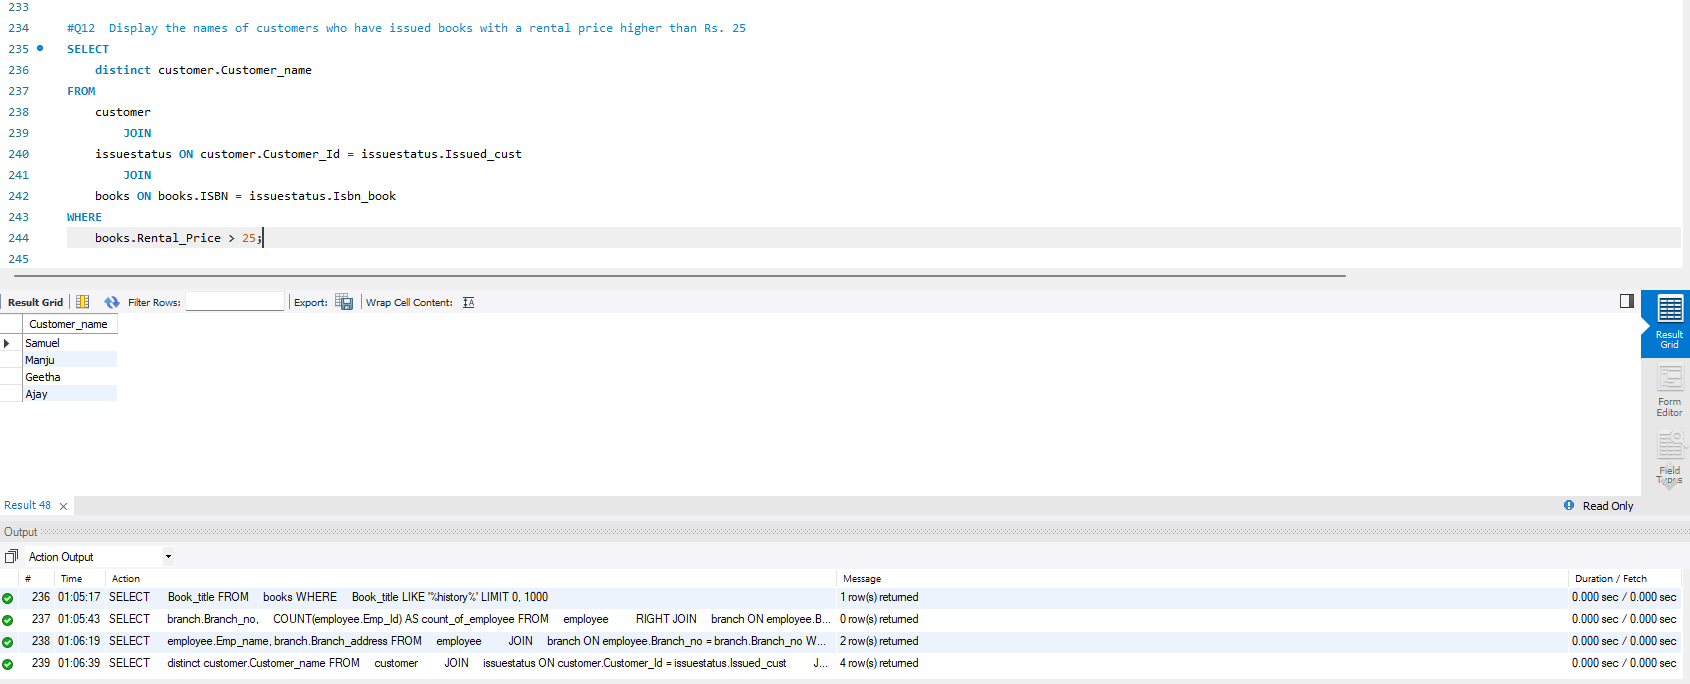 233
234 #Q12  Display the names of customers who have issued books with a rental price higher than Rs. 25
235 SELECT
236 distinct customer.Customer_name
237 FROM
238 customer
239 JOIN
240 issuestatus ON customer.Customer_Id = issuestatus.Issued_cust
241 JOIN
242 books ON books.ISBN = issuestatus.Isbn_book
243 WHERE
244 books.Rental_Price > 25;
245
Result Grid Filter Rows: Export: Wrap Cell Content:
Customer_name
Samuel
Manju
Geetha
Ajay
Result
Grid
Form
Editor
Field
Types
Result 48 Read Only
Output
Action Output
# Time Action Message Duration / Fetch
236 01:05:17 SELECT Book_title FROM books WHERE Book_title LIKE '%history%' LIMIT 0, 1000 1 row(s) returned 0.000 sec / 0.000 sec
237 01:05:43 SELECT branch.Branch_no, COUNT(employee.Emp_Id) AS count_of_employee FROM employee RIGHT JOIN branch ON employee.B... 0 row(s) returned 0.000 sec / 0.000 sec
238 01:06:19 SELECT employee.Emp_name, branch.Branch_address FROM employee JOIN branch ON employee.Branch_no = branch.Branch_no W... 2 row(s) returned 0.000 sec / 0.000 sec
239 01:06:39 SELECT distinct customer.Customer_name FROM customer JOIN issuestatus ON customer.Customer_Id = issuestatus.Issued_cust J... 4 row(s) returned 0.000 sec / 0.000 sec